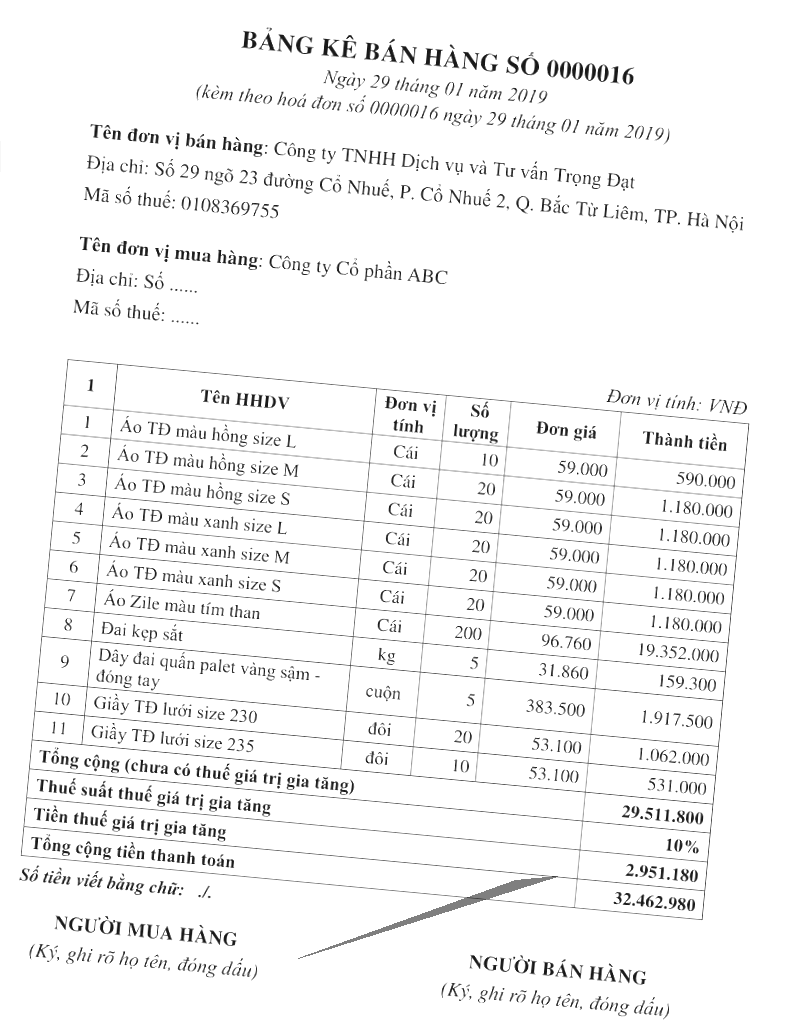 BẢNG KÊ BÁN HÀNG SỐ 0000016
Ngày 29 tháng 01 năm 2019
(kèm theo hoá đơn số 0000016 ngày 29 tháng 01 năm 2019)
Tên đơn vị bán hàng: Công ty TNHH Dịch vụ và Tư vấn Trọng Đạt
Địa chỉ: Số 29 ngõ 23 đường Cổ Nhuế, P. Cổ Nhuế 2, Q. Bắc Từ Liêm, TP. Hà Nội
Mã số thuế: 0108369755
Tên đơn vị mua hàng: Công ty Cổ phần ABC
Địa chỉ: Số ......
Mã số thuế: ......
Đơn vị tính: VNĐ
1 Tên HHDV Đơn vị tính Số lượng Đơn giá Thành tiền
1 Áo TĐ màu hồng size L Cái 10 59.000 590.000
2 Áo TĐ màu hồng size M Cái 20 59.000 1.180.000
3 Áo TĐ màu hồng size S Cái 20 59.000 1.180.000
4 Áo TĐ màu xanh size L Cái 20 59.000 1.180.000
5 Áo TĐ màu xanh size M Cái 20 59.000 1.180.000
6 Áo TĐ màu xanh size S Cái 20 59.000 1.180.000
7 Áo Zile màu tím than Cái 200 96.760 19.352.000
8 Đai kẹp sắt kg 5 31.860 159.300
9 Dây đai quấn palet vàng sậm - đóng tay cuộn 5 383.500 1.917.500
10 Giầy TĐ lưới size 230 đôi 20 53.100 1.062.000
11 Giầy TĐ lưới size 235 đôi 10 53.100 531.000
Tổng cộng (chưa có thuế giá trị gia tăng) 29.511.800
Thuế suất thuế giá trị gia tăng 10%
Tiền thuế giá trị gia tăng 2.951.180
Tổng cộng tiền thanh toán 32.462.980
Số tiền viết bằng chữ: ./.
NGƯỜI MUA HÀNG
(Ký, ghi rõ họ tên, đóng dấu)
NGƯỜI BÁN HÀNG
(Ký, ghi rõ họ tên, đóng dấu)